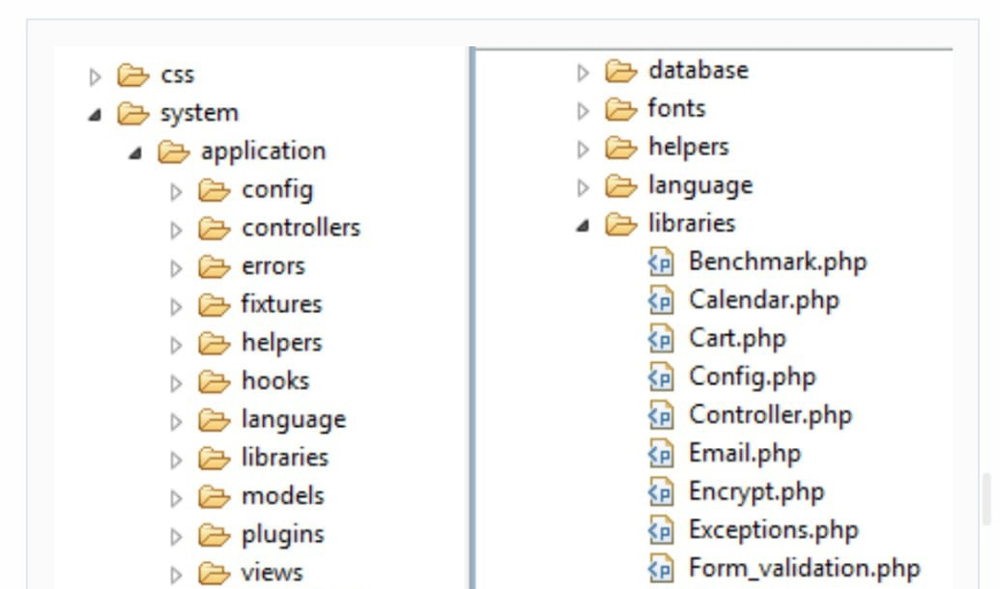 css
system
application
config
controllers
errors
fixtures
helpers
hooks
language
libraries
models
plugins
views
database
fonts
helpers
language
libraries
Benchmark.php
Calendar.php
Cart.php
Config.php
Controller.php
Email.php
Encrypt.php
Exceptions.php
Form_validation.php